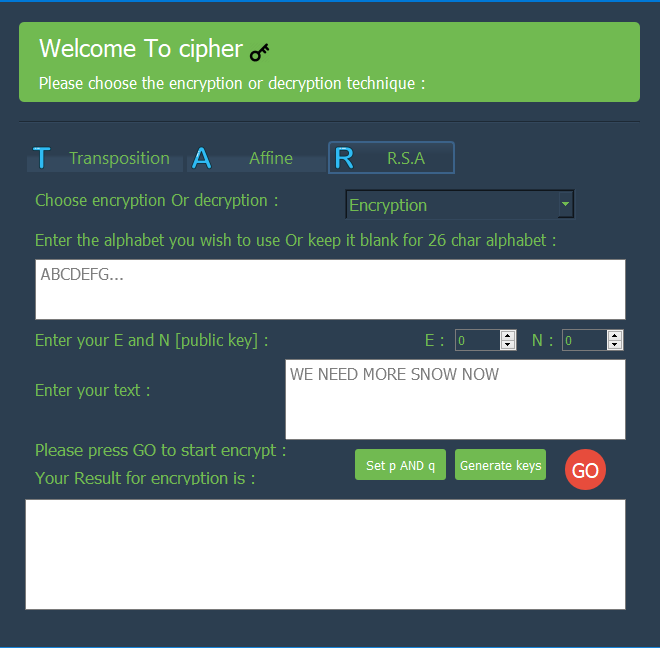 Welcome To cipher
Please choose the encryption or decryption technique :
T Transposition A Affine R R.S.A
Choose encryption Or decryption : Encryption
Enter the alphabet you wish to use Or keep it blank for 26 char alphabet :
ABCDEFG...
Enter your E and N [public key] : E : 0 N : 0
Enter your text : WE NEED MORE SNOW NOW
Please press GO to start encrypt :
Set p AND q Generate keys GO
Your Result for encryption is :